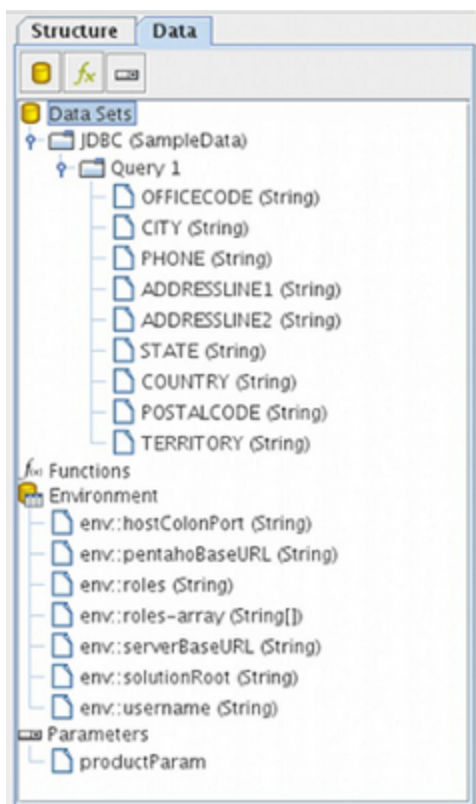 Structure Data
fx
Data Sets
JDBC (SampleData)
Query 1
OFFICECODE (String)
CITY (String)
PHONE (String)
ADDRESSLINE1 (String)
ADDRESSLINE2 (String)
STATE (String)
COUNTRY (String)
POSTALCODE (String)
TERRITORY (String)
f(x) Functions
Environment
env::hostColonPort (String)
env::pentahoBaseURL (String)
env::roles (String)
env::roles-array (String[])
env::serverBaseURL (String)
env::solutionRoot (String)
env::username (String)
Parameters
productParam